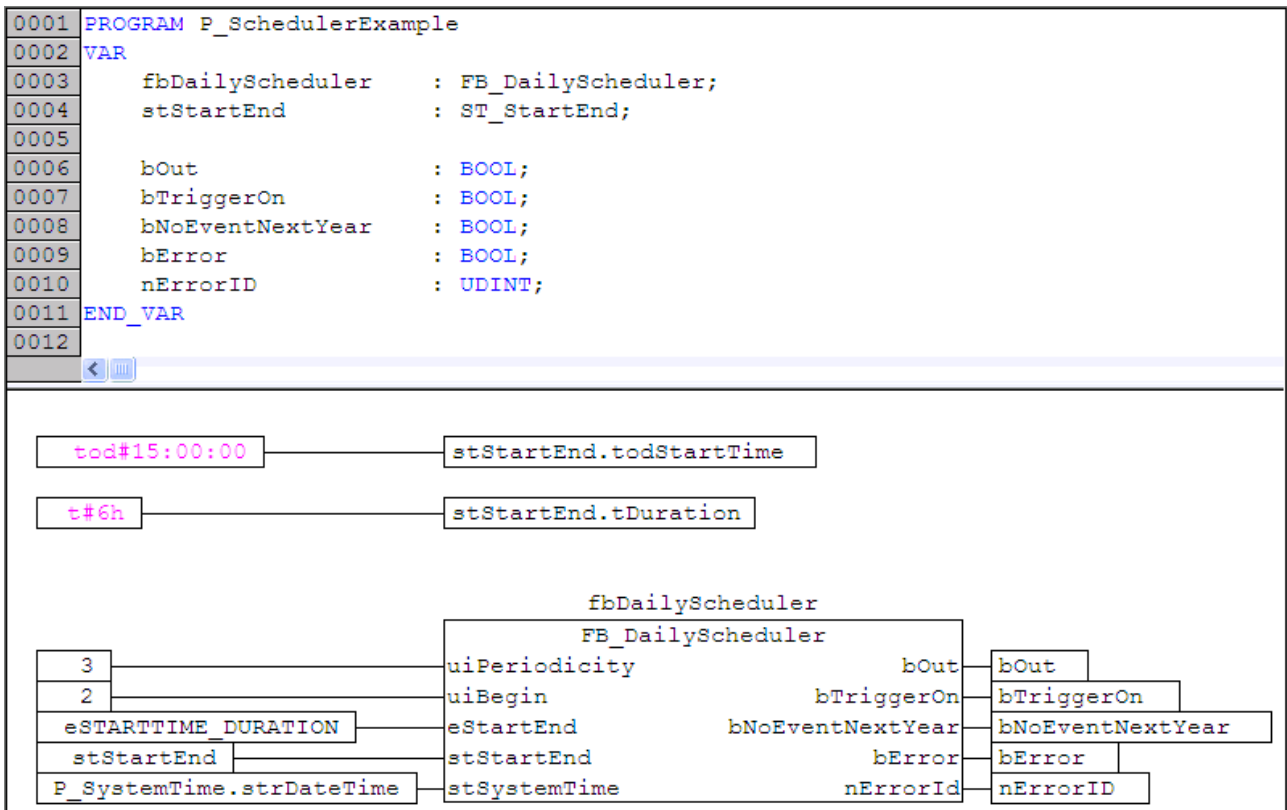 0001 PROGRAM P_SchedulerExample
0002 VAR
0003 fbDailyScheduler : FB_DailyScheduler;
0004 stStartEnd : ST_StartEnd;
0005
0006 bOut : BOOL;
0007 bTriggerOn : BOOL;
0008 bNoEventNextYear : BOOL;
0009 bError : BOOL;
0010 nErrorID : UDINT;
0011 END_VAR
0012
tod#15:00:00 stStartEnd.todStartTime
t#6h stStartEnd.tDuration
fbDailyScheduler
FB_DailyScheduler
3 uiPeriodicity bOut bOut
2 uiBegin bTriggerOn bTriggerOn
eSTARTTIME_DURATION eStartEnd bNoEventNextYear bNoEventNextYear
stStartEnd stStartEnd bError bError
P_SystemTime.strDateTime stSystemTime nErrorId nErrorID